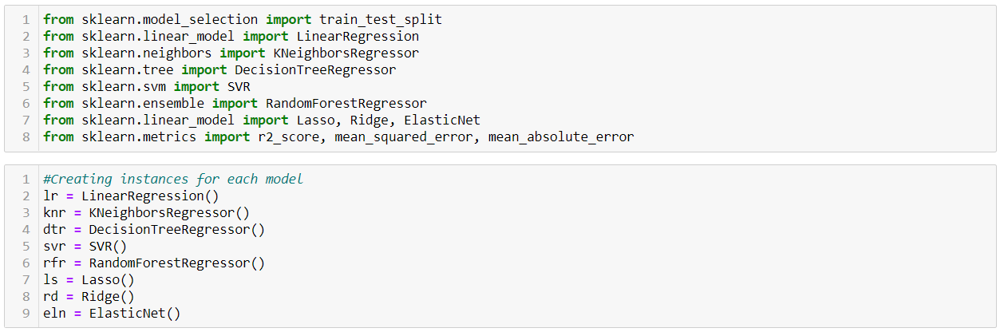 1 from sklearn.model_selection import train_test_split
2 from sklearn.linear_model import LinearRegression
3 from sklearn.neighbors import KNeighborsRegressor
4 from sklearn.tree import DecisionTreeRegressor
5 from sklearn.svm import SVR
6 from sklearn.ensemble import RandomForestRegressor
7 from sklearn.linear_model import Lasso, Ridge, ElasticNet
8 from sklearn.metrics import r2_score, mean_squared_error, mean_absolute_error
1 #Creating instances for each model
2 lr = LinearRegression()
3 knr = KNeighborsRegressor()
4 dtr = DecisionTreeRegressor()
5 svr = SVR()
6 rfr = RandomForestRegressor()
7 ls = Lasso()
8 rd = Ridge()
9 eln = ElasticNet()